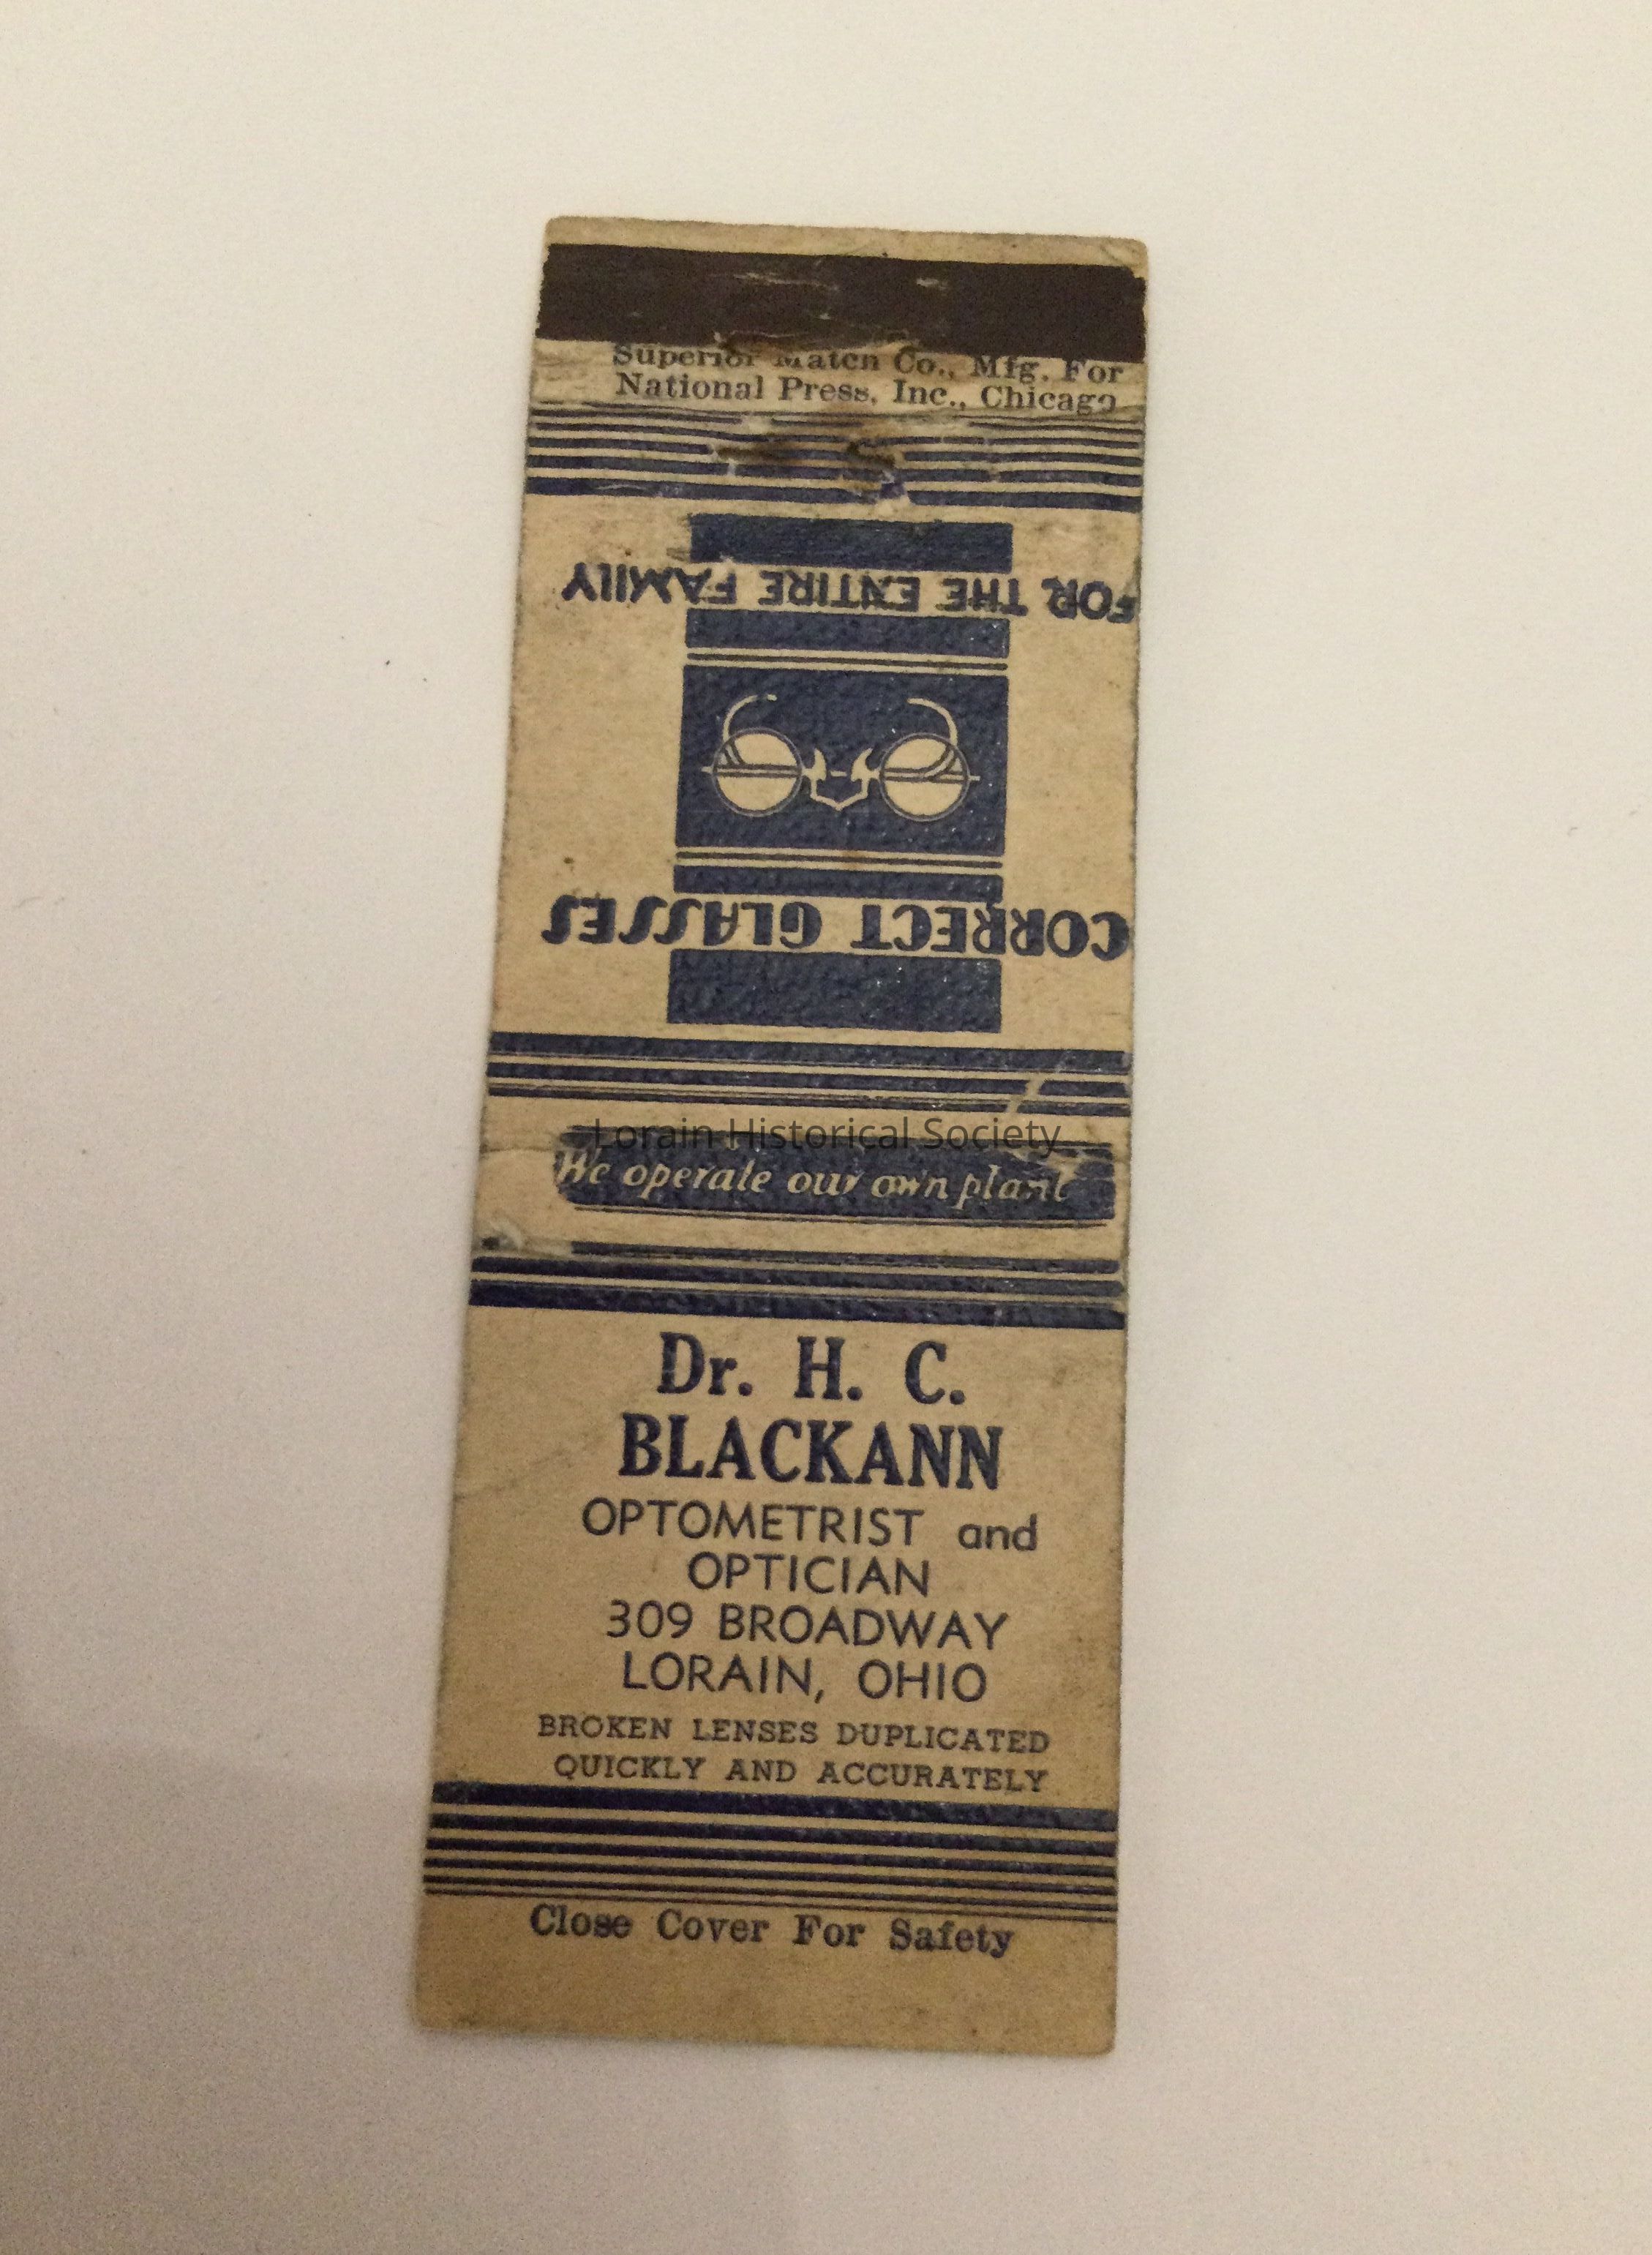 Superior Match Co., Mfg. For
National Press, Inc., Chicago
CORRECT GLASSES
FOR THE ENTIRE FAMILY
Lorain Historical Society
We operate our own plant
Dr. H. C.
BLACKANN
OPTOMETRIST and
OPTICIAN
309 BROADWAY
LORAIN, OHIO
BROKEN LENSES DUPLICATED
QUICKLY AND ACCURATELY
Close Cover For Safety